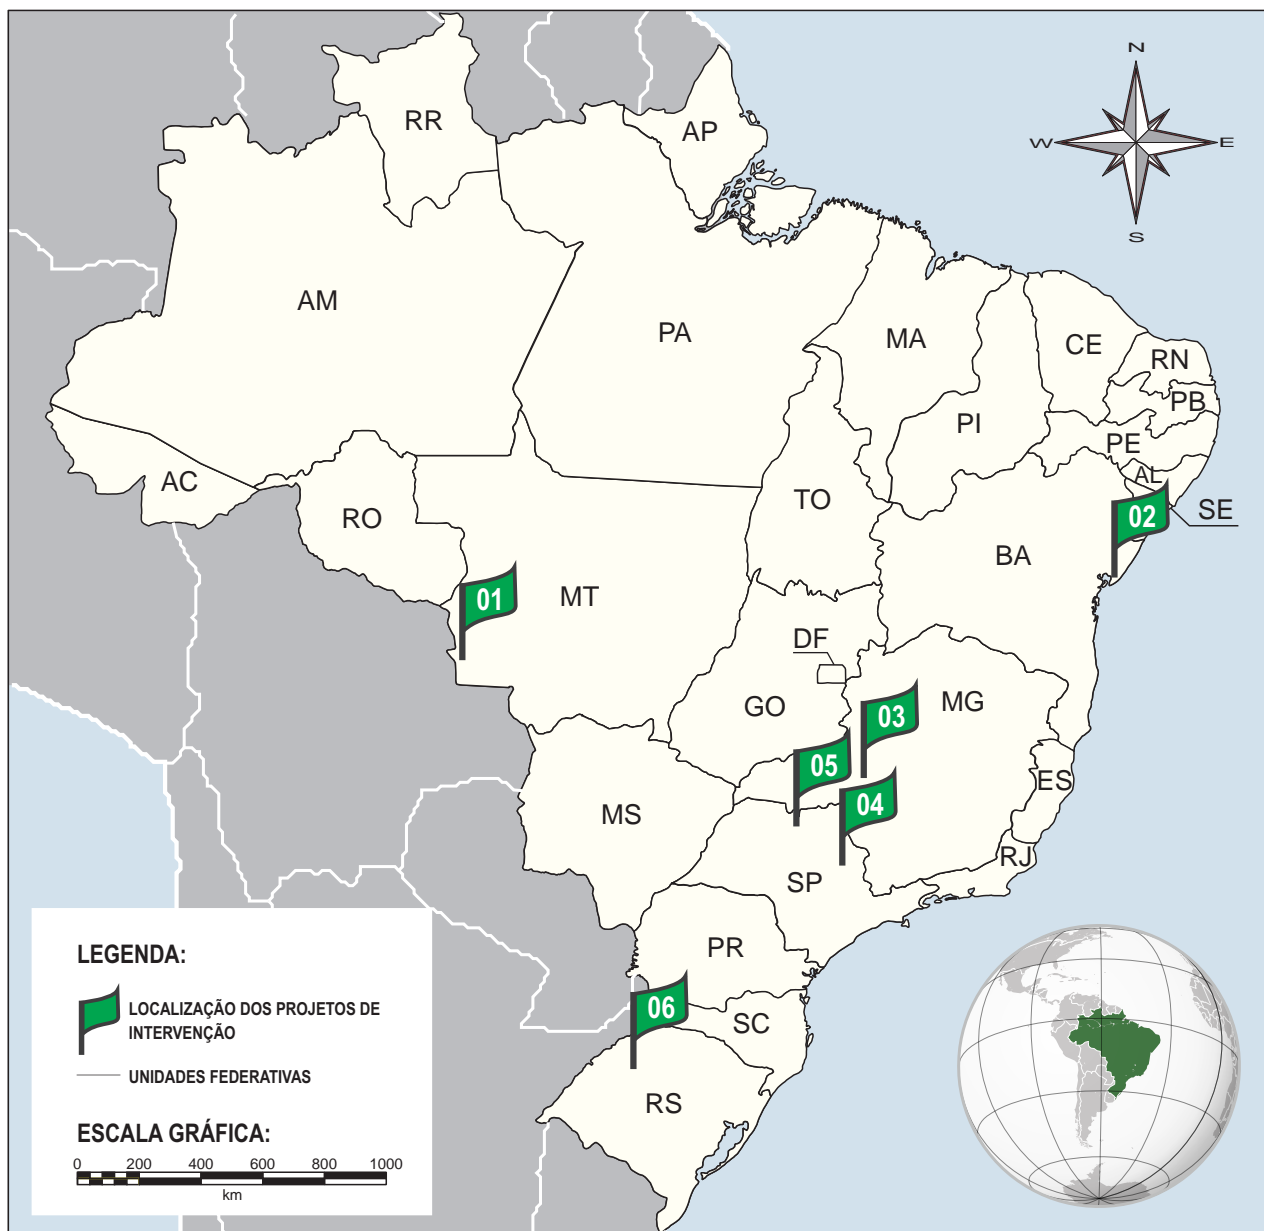 N
W
E
S
RR
AP
AM
PA
MA
CE
RN
PB
PI
PE
AL
AC
RO
TO
SE
02
BA
MT
01
DF
GO
MG
03
05
04
ES
MS
RJ
SP
PR
06
SC
RS
LEGENDA:
LOCALIZAÇÃO DOS PROJETOS DE
INTERVENÇÃO
UNIDADES FEDERATIVAS
ESCALA GRÁFICA:
0 200 400 600 800 1000
km